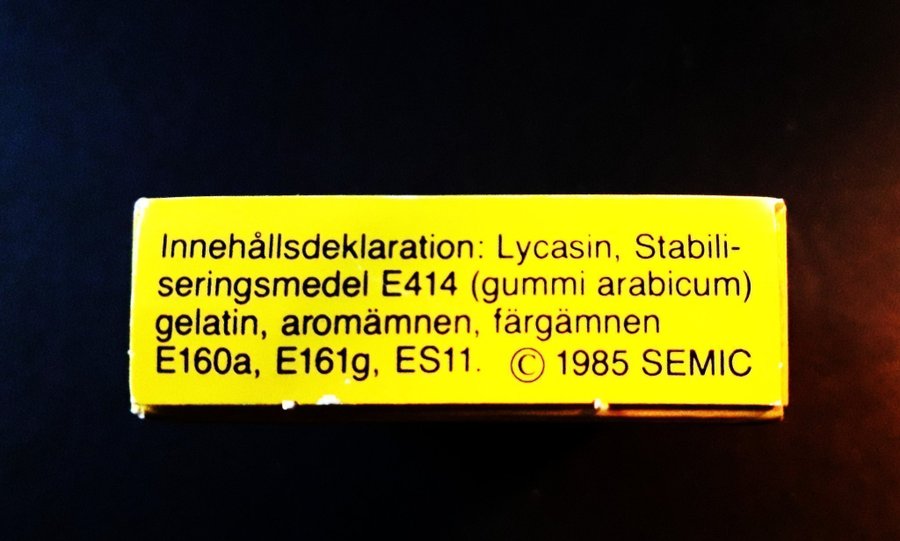 Innehållsdeklaration: Lycasin, Stabili-
seringsmedel E414 (gummi arabicum)
gelatin, aromämnen, färgämnen
E160a, E161g, ES11. © 1985 SEMIC